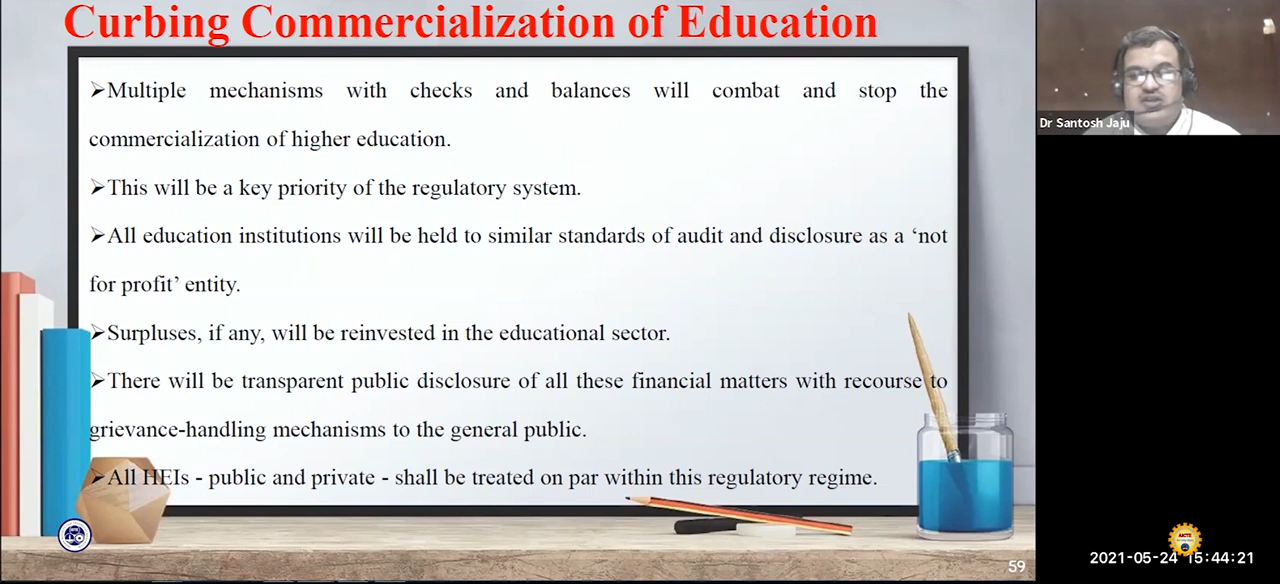 Curbing Commercialization of Education
➢Multiple mechanisms with checks and balances will combat and stop the
commercialization of higher education.
➢This will be a key priority of the regulatory system.
➢All education institutions will be held to similar standards of audit and disclosure as a ‘not
for profit’ entity.
➢Surpluses, if any, will be reinvested in the educational sector.
➢There will be transparent public disclosure of all these financial matters with recourse to
grievance-handling mechanisms to the general public.
➢All HEIs - public and private - shall be treated on par within this regulatory regime.
59
Dr Santosh Jaju
AICTE
2021-05-24 15:44:21